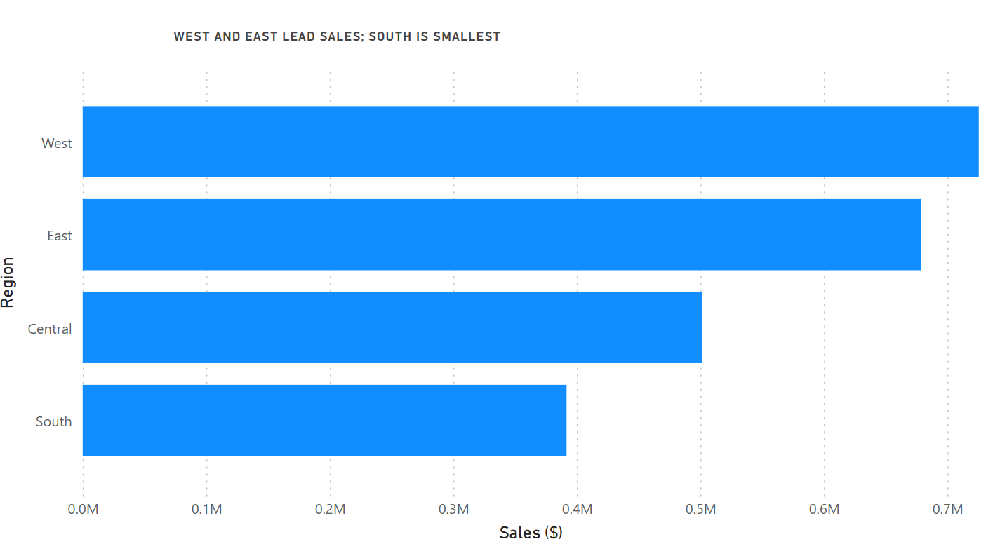 WEST AND EAST LEAD SALES; SOUTH IS SMALLEST
West
East
Central
South
Region
0.0M 0.1M 0.2M 0.3M 0.4M 0.5M 0.6M 0.7M
Sales ($)